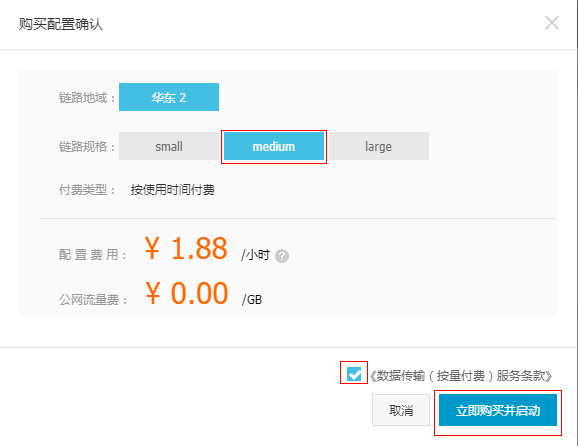 购买配置确认
链路地域： 华东 2
链路规格： small medium large
付费类型： 按使用时间付费
配 置 费 用： ¥ 1.88 /小时 ?
公网流量费： ¥ 0.00 /GB
《数据传输（按量付费）服务条款》
取消 立即购买并启动